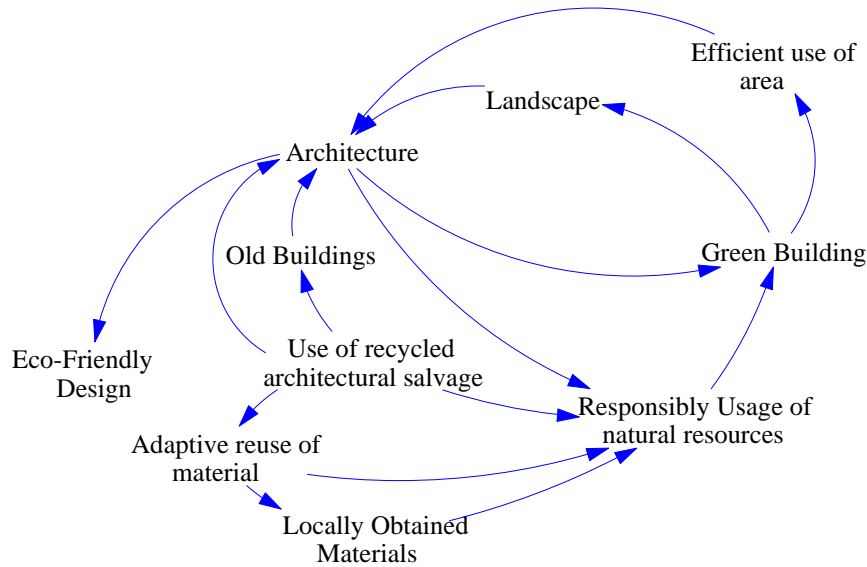 Efficient use of
area
Landscape
Architecture
Old Buildings
Green Building
Eco-Friendly
Design
Use of recycled
architectural salvage
Responsibly Usage of
natural resources
Adaptive reuse of
material
Locally Obtained
Materials